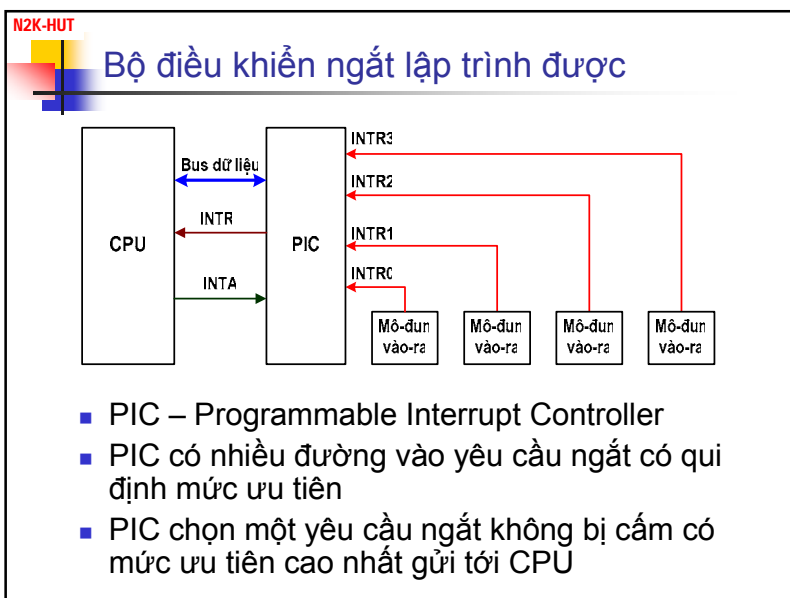 N2K-HUT
Bộ điều khiển ngắt lập trình được
INTR3
Bus dữ liệu
INTR2
INTR
CPU
PIC
INTR1
INTA
INTR0
Mô-đun
vào-ra
Mô-đun
vào-ra
Mô-đun
vào-ra
Mô-đun
vào-ra
PIC – Programmable Interrupt Controller
PIC có nhiều đường vào yêu cầu ngắt có qui
định mức ưu tiên
PIC chọn một yêu cầu ngắt không bị cấm có
mức ưu tiên cao nhất gửi tới CPU